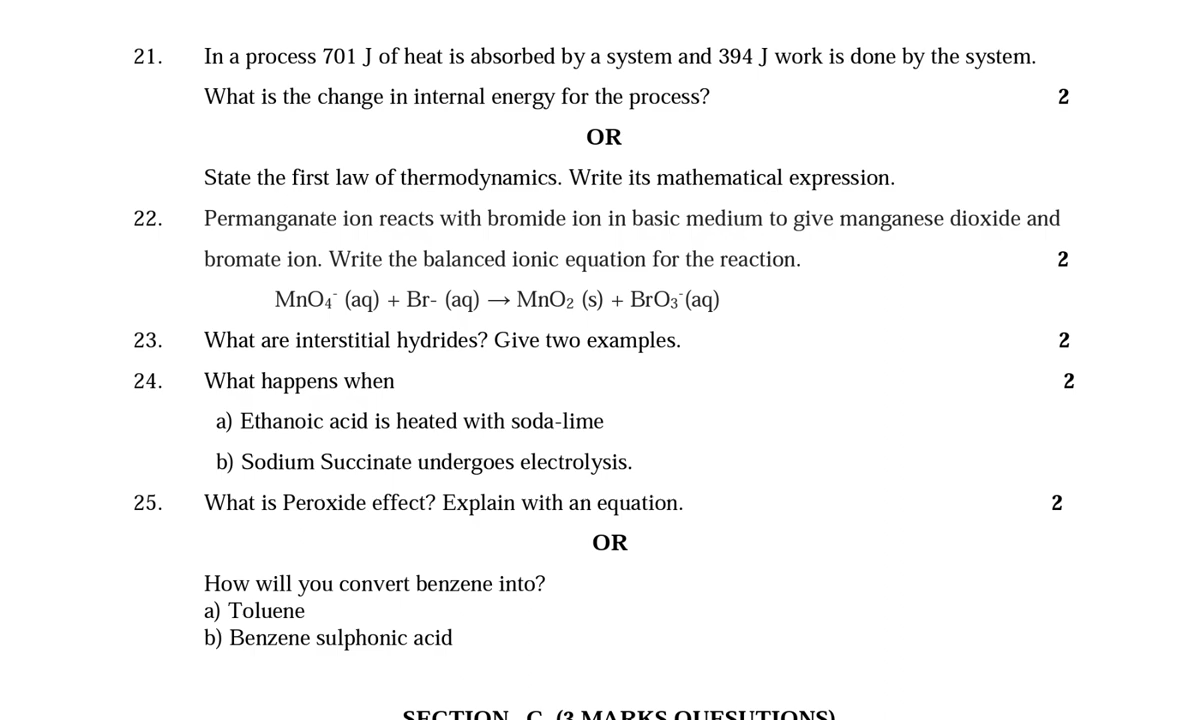 21. In a process 701 J of heat is absorbed by a system and 394 J work is done by the system.
What is the change in internal energy for the process? 2
OR
State the first law of thermodynamics. Write its mathematical expression.
22. Permanganate ion reacts with bromide ion in basic medium to give manganese dioxide and
bromate ion. Write the balanced ionic equation for the reaction. 2
MnO₄⁻ (aq) + Br- (aq) → MnO₂ (s) + BrO₃⁻(aq)
23. What are interstitial hydrides? Give two examples. 2
24. What happens when 2
a) Ethanoic acid is heated with soda-lime
b) Sodium Succinate undergoes electrolysis.
25. What is Peroxide effect? Explain with an equation. 2
OR
How will you convert benzene into?
a) Toluene
b) Benzene sulphonic acid
SECTION C (3 MARKS QUESUTIONS)